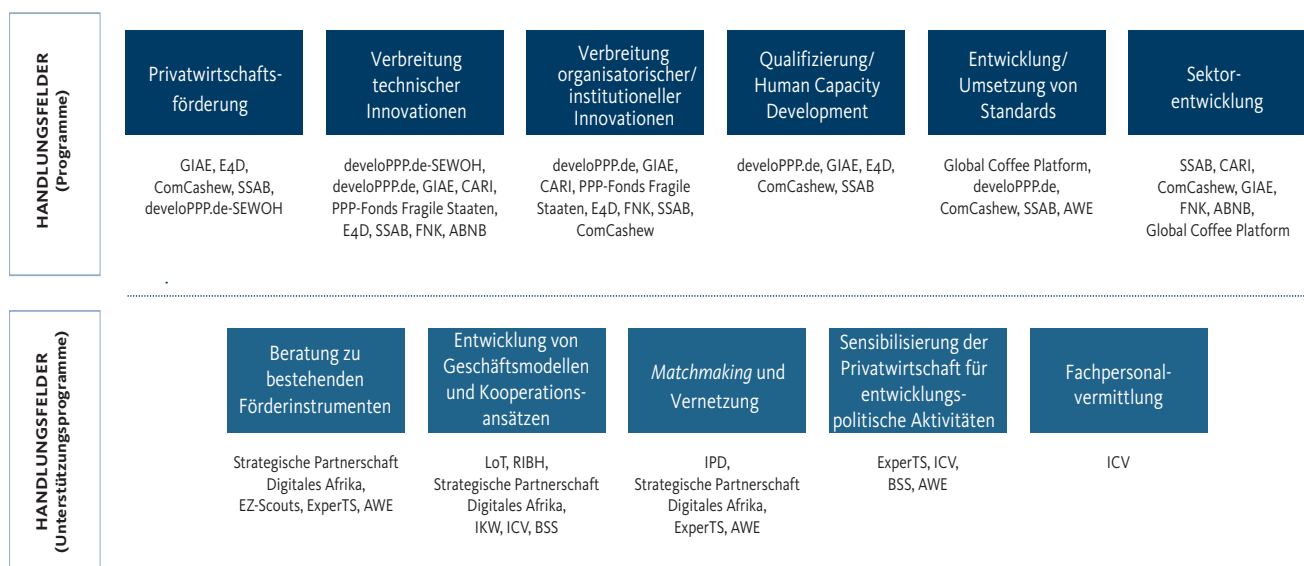 HANDLUNGSFELDER
(Programme)
Privatwirtschafts-
förderung
GIAE, E4D,
ComCashew, SSAB,
develoPPP.de-SEWOH
Verbreitung
technischer
Innovationen
develoPPP.de-SEWOH,
develoPPP.de, GIAE, CARI,
PPP-Fonds Fragile Staaten,
E4D, SSAB, FNK, ABNB
Verbreitung
organisatorischer/
institutioneller
Innovationen
develoPPP.de, GIAE,
CARI, PPP-Fonds Fragile
Staaten, E4D, FNK, SSAB,
ComCashew
Qualifizierung/
Human Capacity
Development
develoPPP.de, GIAE, E4D,
ComCashew, SSAB
Entwicklung/
Umsetzung von
Standards
Global Coffee Platform,
develoPPP.de,
ComCashew, SSAB, AWE
Sektor-
entwicklung
SSAB, CARI,
ComCashew, GIAE,
FNK, ABNB,
Global Coffee Platform
.
HANDLUNGSFELDER
(Unterstützungsprogramme)
Beratung zu
bestehenden
Förderinstrumenten
Strategische Partnerschaft
Digitales Afrika,
EZ-Scouts, ExperTS, AWE
Entwicklung von
Geschäftsmodellen
und Kooperations-
ansätzen
LoT, RIBH,
Strategische Partnerschaft
Digitales Afrika,
IKW, ICV, BSS
Matchmaking und
Vernetzung
IPD,
Strategische Partnerschaft
Digitales Afrika,
ExperTS, AWE
Sensibilisierung der
Privatwirtschaft für
entwicklungs-
politische Aktivitäten
ExperTS, ICV,
BSS, AWE
Fachpersonal-
vermittlung
ICV